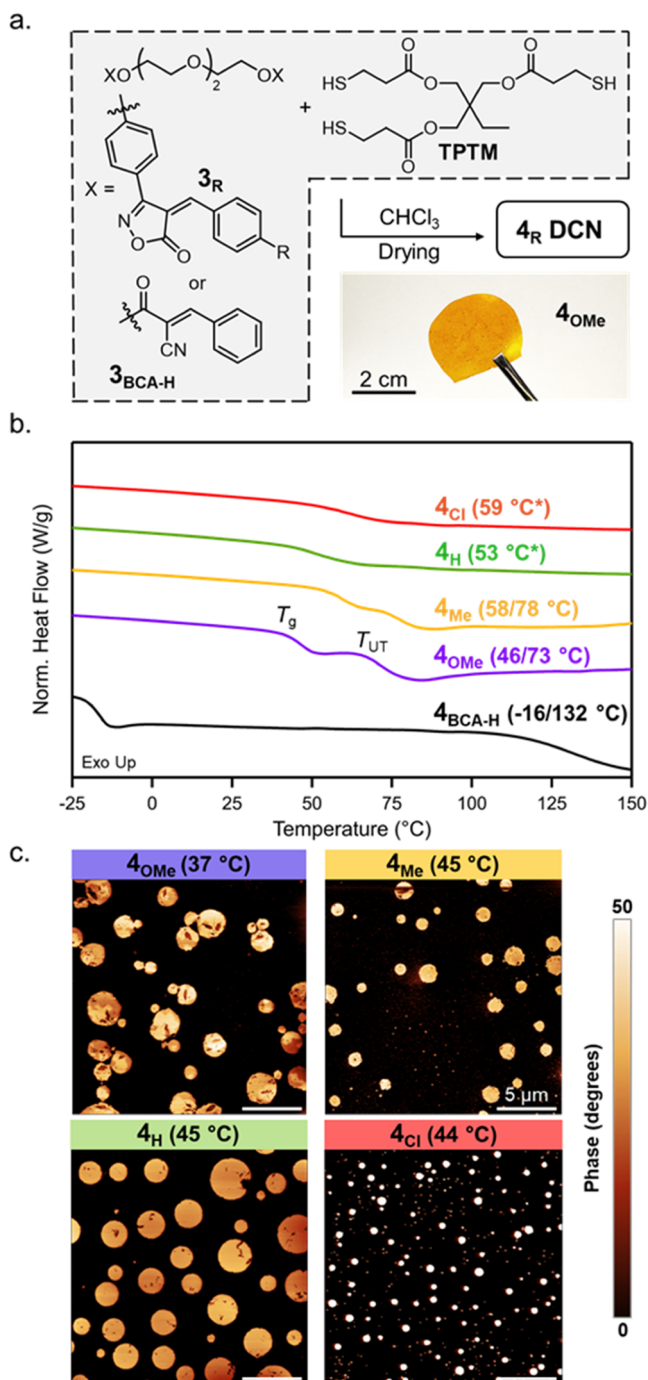 a.
XO
2
OX
X =
3R
N
O
O
R
or
O
CN
3BCA-H
+
HS
O
O
O
O
SH
HS
O
O
TPTM
CHCl3
Drying
4R DCN
4OMe
2 cm
b.
Norm. Heat Flow (W/g)
4Cl (59 °C*)
4H (53 °C*)
4Me (58/78 °C)
Tg
TUT
4OMe (46/73 °C)
4BCA-H (-16/132 °C)
Exo Up
-25 0 25 50 75 100 125 150
Temperature (°C)
c.
4OMe (37 °C)
4Me (45 °C)
5 µm
4H (45 °C)
4Cl (44 °C)
50
Phase (degrees)
0